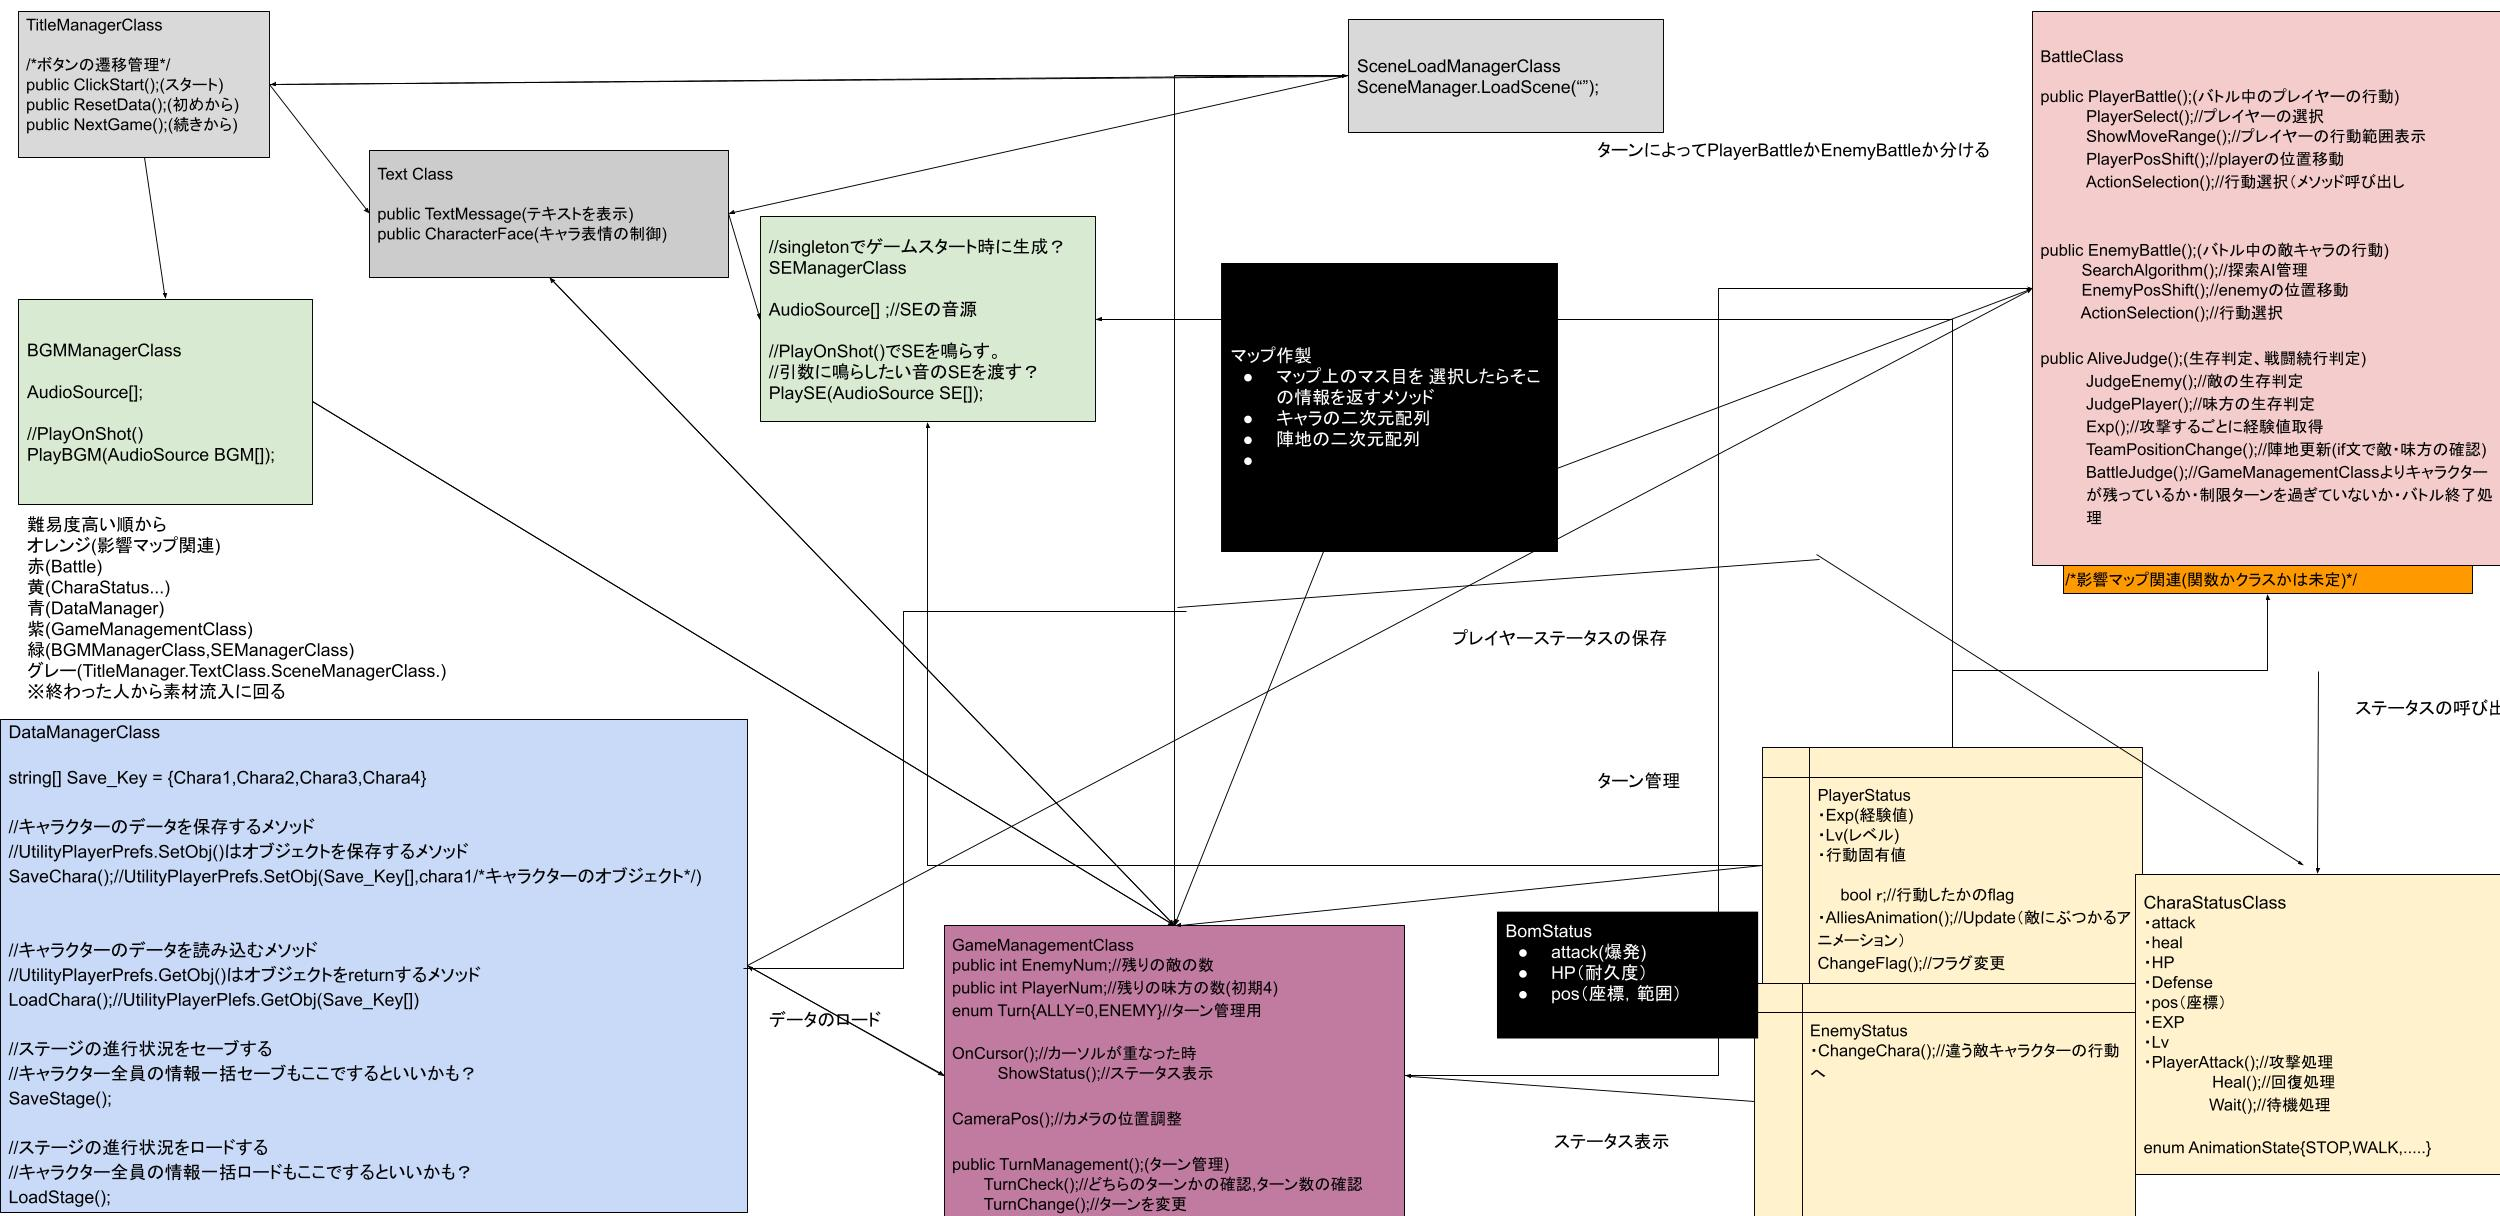 TitleManagerClass
/*ボタンの遷移管理*/
public ClickStart();(スタート)
public ResetData();(初めから)
public NextGame();(続きから)
SceneLoadManagerClass
SceneManager.LoadScene(“”);
ターンによってPlayerBattleかEnemyBattleか分ける
BattleClass
public PlayerBattle();(バトル中のプレイヤーの行動)
PlayerSelect();//プレイヤーの選択
ShowMoveRange();//プレイヤーの行動範囲表示
PlayerPosShift();//playerの位置移動
ActionSelection();//行動選択（メソッド呼び出し
public EnemyBattle();(バトル中の敵キャラの行動)
SearchAlgorithm();//探索AI管理
EnemyPosShift();//enemyの位置移動
ActionSelection();//行動選択
public AliveJudge();(生存判定、戦闘続行判定)
JudgeEnemy();//敵の生存判定
JudgePlayer();//味方の生存判定
Exp();//攻撃するごとに経験値取得
TeamPositionChange();//陣地更新(if文で敵・味方の確認)
BattleJudge();//GameManagementClassよりキャラクター
が残っているか・制限ターンを過ぎていないか・バトル終了処
理
/*影響マップ関連(関数かクラスかは未定)*/
Text Class
public TextMessage(テキストを表示)
public CharacterFace(キャラ表情の制御)
//singletonでゲームスタート時に生成？
SEManagerClass
AudioSource[] ;//SEの音源
//PlayOnShot()でSEを鳴らす。
//引数に鳴らしたい音のSEを渡す？
PlaySE(AudioSource SE[]);
マップ作製
● マップ上のマス目を 選択したらそこ
の情報を返すメソッド
● キャラの二次元配列
● 陣地の二次元配列
●
BGMManagerClass
AudioSource[];
//PlayOnShot()
PlayBGM(AudioSource BGM[]);
難易度高い順から
オレンジ(影響マップ関連)
赤(Battle)
黄(CharaStatus...)
青(DataManager)
紫(GameManagementClass)
緑(BGMManagerClass,SEManagerClass)
グレー(TitleManager.TextClass.SceneManagerClass.)
※終わった人から素材流入に回る
プレイヤーステータスの保存
ステータスの呼び出
ターン管理
DataManagerClass
string[] Save_Key = {Chara1,Chara2,Chara3,Chara4}
//キャラクターのデータを保存するメソッド
//UtilityPlayerPrefs.SetObj()はオブジェクトを保存するメソッド
SaveChara();//UtilityPlayerPrefs.SetObj(Save_Key[],chara1/*キャラクターのオブジェクト*/)
//キャラクターのデータを読み込むメソッド
//UtilityPlayerPrefs.GetObj()はオブジェクトをreturnするメソッド
LoadChara();//UtilityPlayerPlefs.GetObj(Save_Key[])
//ステージの進行状況をセーブする
//キャラクター全員の情報一括セーブもここでするといいかも？
SaveStage();
//ステージの進行状況をロードする
//キャラクター全員の情報一括ロードもここでするといいかも？
LoadStage();
データのロード
GameManagementClass
public int EnemyNum;//残りの敵の数
public int PlayerNum;//残りの味方の数(初期4)
enum Turn{ALLY=0,ENEMY}//ターン管理用
OnCursor();//カーソルが重なった時
ShowStatus();//ステータス表示
CameraPos();//カメラの位置調整
public TurnManagement();(ターン管理)
TurnCheck();//どちらのターンかの確認,ターン数の確認
TurnChange();//ターンを変更
BomStatus
● attack(爆発)
● HP（耐久度）
● pos（座標，範囲）
ステータス表示
PlayerStatus
・Exp(経験値)
・Lv(レベル)
・行動固有値
bool r;//行動したかのflag
・AlliesAnimation();//Update（敵にぶつかるア
ニメーション）
ChangeFlag();//フラグ変更
EnemyStatus
・ChangeChara();//違う敵キャラクターの行動
へ
CharaStatusClass
・attack
・heal
・HP
・Defense
・pos（座標）
・EXP
・Lv
・PlayerAttack();//攻撃処理
Heal();//回復処理
Wait();//待機処理
enum AnimationState{STOP,WALK,.....}